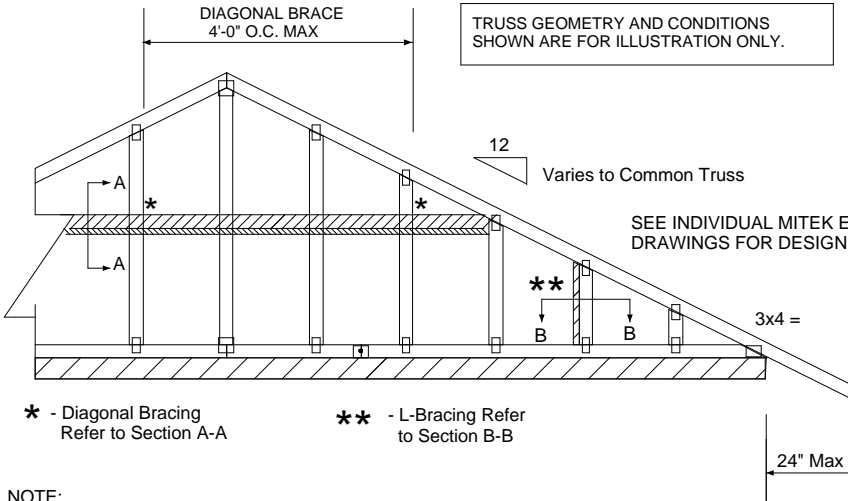 DIAGONAL BRACE
4'-0" O.C. MAX
TRUSS GEOMETRY AND CONDITIONS
SHOWN ARE FOR ILLUSTRATION ONLY.
12
Varies to Common Truss
A
*
*
SEE INDIVIDUAL MITEK E
DRAWINGS FOR DESIGN
A
**
B
B
3x4 =
* - Diagonal Bracing
Refer to Section A-A
** - L-Bracing Refer
to Section B-B
24" Max
NOTE: